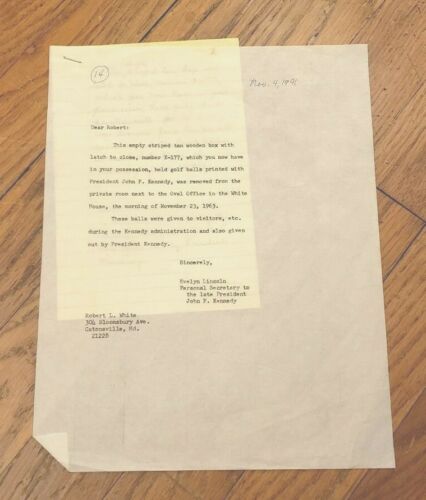 14
Nov. 4, 1991
Dear Robert:
This empty striped tan wooden box with
latch to close, number K-177, which you now have
in your possession, held golf balls printed with
President John F. Kennedy, was removed from the
private room next to the Oval Office in the White
House, the morning of November 23, 1963.
These balls were given to visitors, etc.
during the Kennedy administration and also given
out by President Kennedy.
Sincerely,
Evelyn Lincoln
Personal Secretary to
the late President
John F. Kennedy
Robert L. White
304 Bloomsbury Ave.
Catonsville, Md.
21228